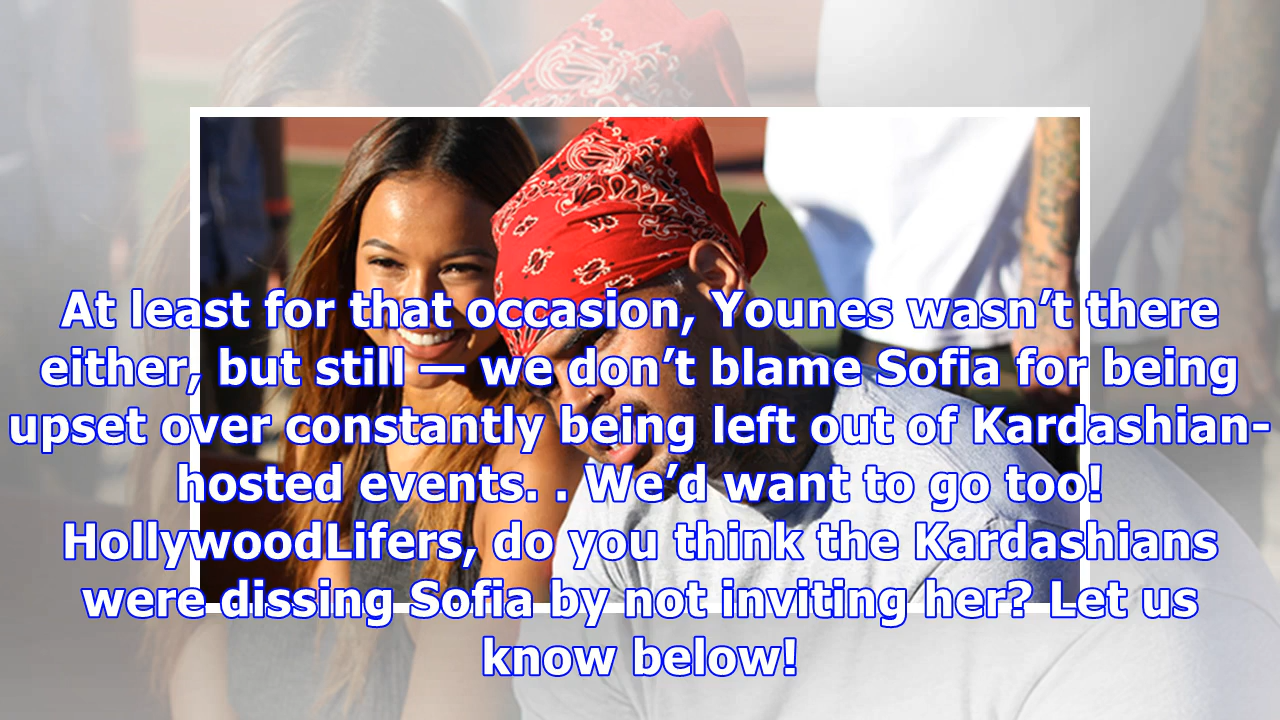 At least for that occasion, Younes wasn’t there
either, but still — we don’t blame Sofia for being
upset over constantly being left out of Kardashian-
hosted events. . We’d want to go too!
HollywoodLifers, do you think the Kardashians
were dissing Sofia by not inviting her? Let us
know below!